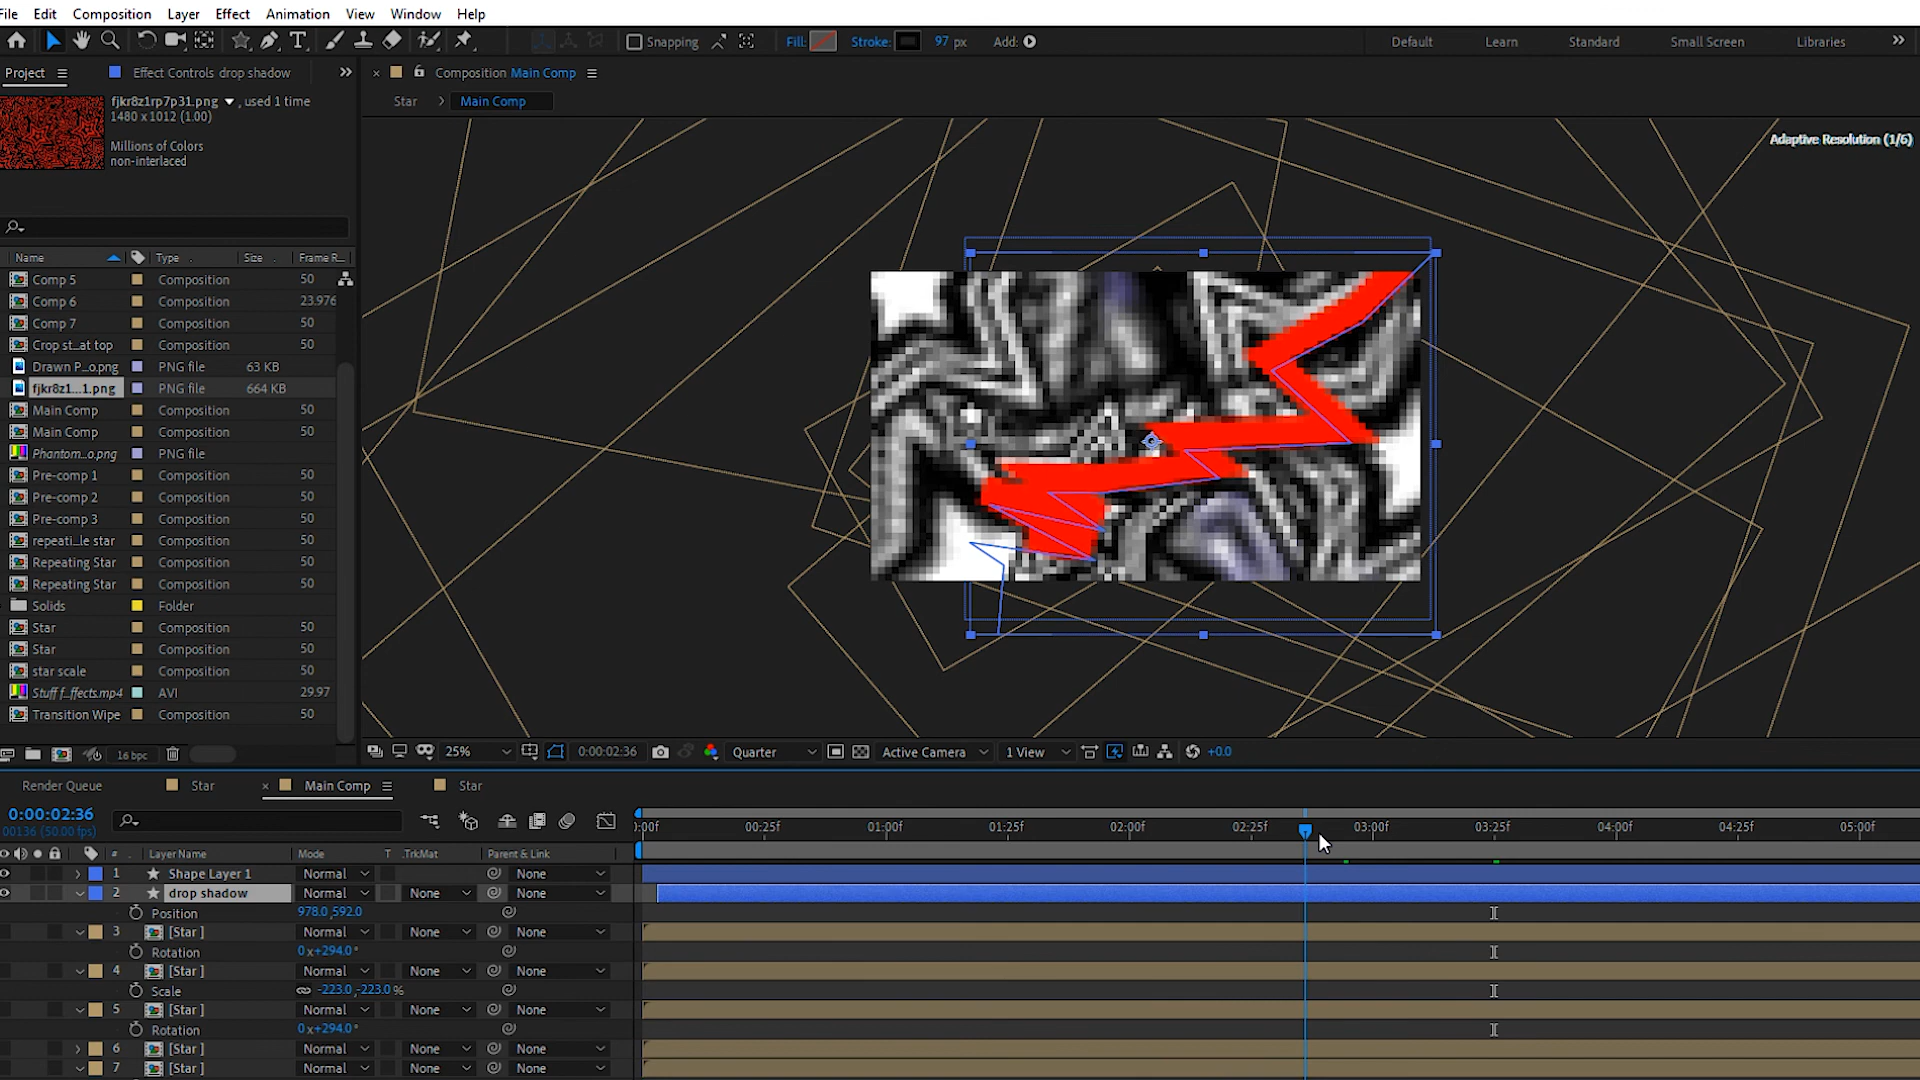 File Edit Composition Layer Effect Animation View Window Help
Snapping Fill: Stroke: 97 px Add: Default Learn Standard Small Screen Libraries
Project Effect Controls drop shadow Composition Main Comp
Star Main Comp
fjkr8z1rp7p31.png , used 1 time
1480 x 1012 (1.00)
Millions of Colors
non-interlaced
Adaptive Resolution (1/6)
Name Type Size Frame R...
Comp 5 Composition 50
Comp 6 Composition 23.976
Comp 7 Composition 50
Crop st...at top Composition 50
Drawn P...o.png PNG file 63 KB
fjkr8z1...1.png PNG file 664 KB
Main Comp Composition 50
Main Comp Composition 50
Phantom...o.png PNG file
Pre-comp 1 Composition 50
Pre-comp 2 Composition 50
Pre-comp 3 Composition 50
repeati...le star Composition 50
Repeating Star Composition 50
Repeating Star Composition 50
Solids Folder
Star Composition 50
Star Composition 50
star scale Composition 50
Stuff f...effects.mp4 AVI 29.97
Transition Wipe Composition 50
16 bpc 25% 0:00:02:36 Quarter Active Camera 1 View +0.0
Render Queue Star Main Comp Star
0:00:02:36
00136 (50.00 fps)
:00f 00:25f 01:00f 01:25f 02:00f 02:25f 03:00f 03:25f 04:00f 04:25f 05:00f
# Layer Name Mode T .TrkMat Parent & Link
1 Shape Layer 1 Normal None
2 drop shadow Normal None None
Position 978.0,592.0
3 [Star ] Normal None None
Rotation 0 x+294.0 °
4 [Star ] Normal None None
Scale -223.0,-223.0 %
5 [Star ] Normal None None
Rotation 0 x+294.0 °
6 [Star ] Normal None None
7 [Star ] Normal None None